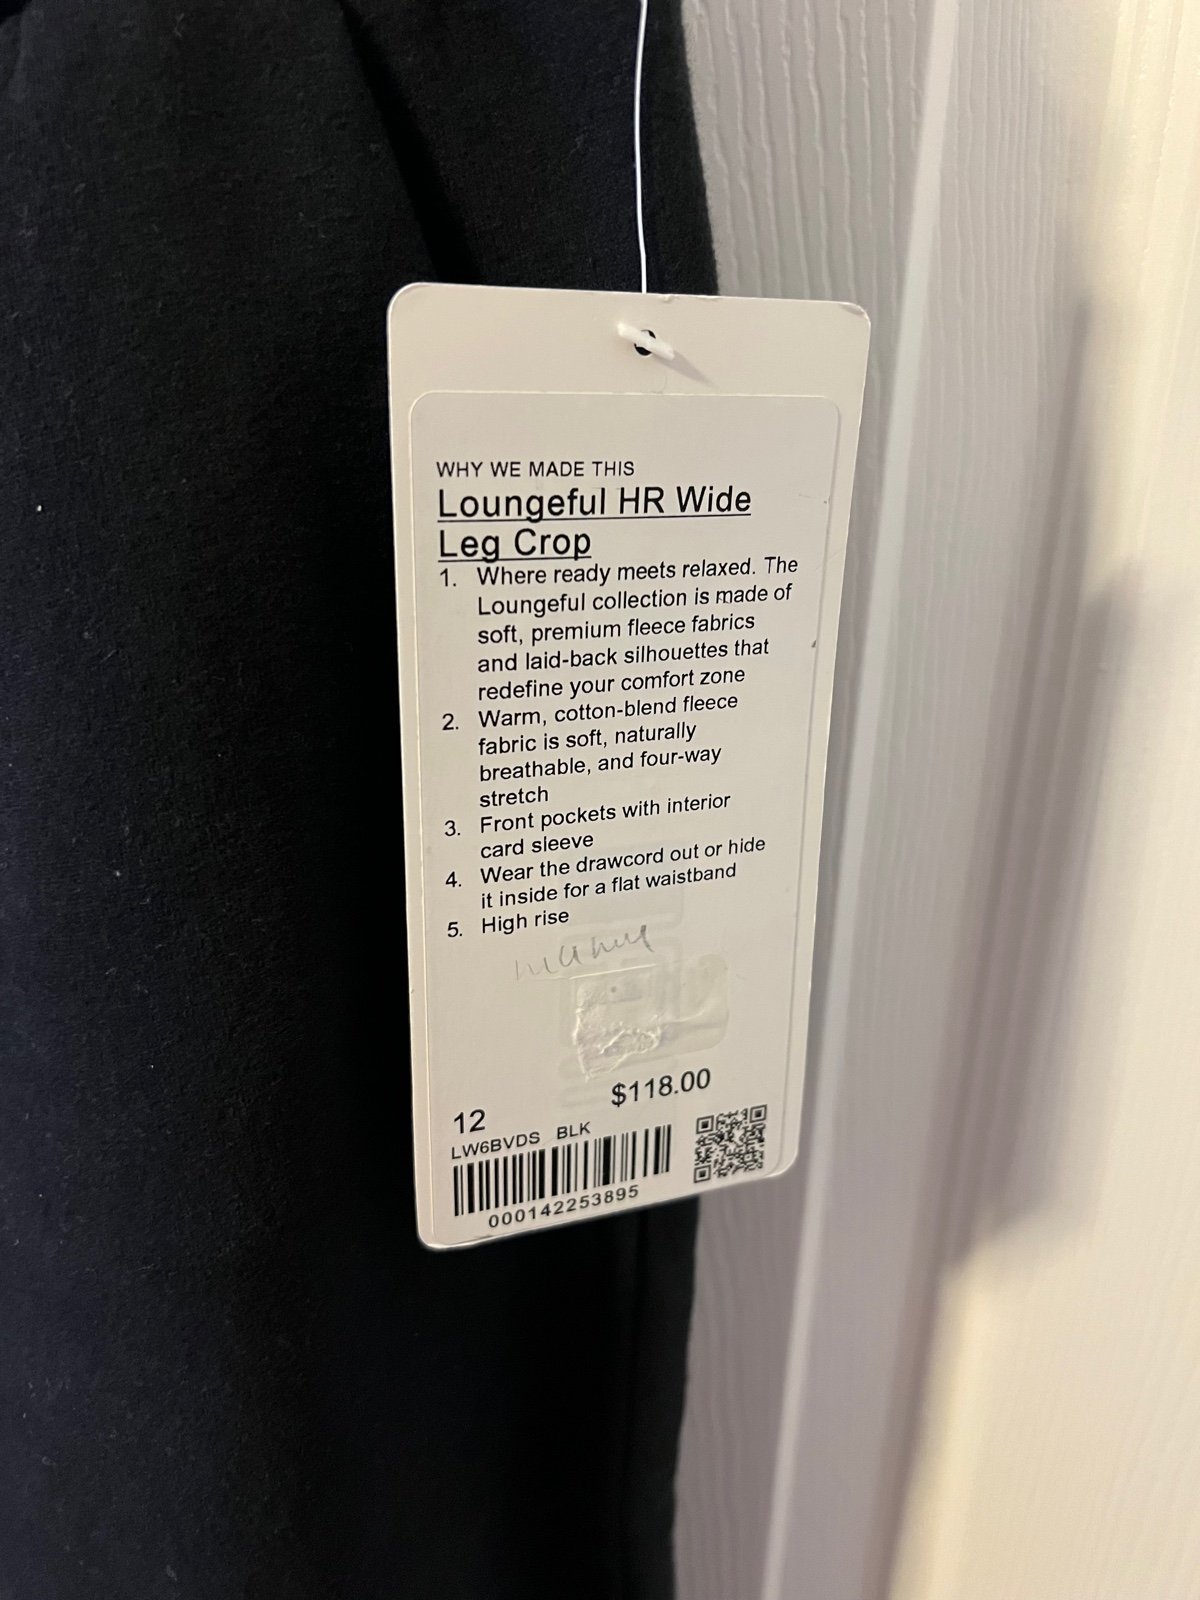 WHY WE MADE THIS
Loungeful HR Wide
Leg Crop
1. Where ready meets relaxed. The
Loungeful collection is made of
soft, premium fleece fabrics
and laid-back silhouettes that
redefine your comfort zone
2. Warm, cotton-blend fleece
fabric is soft, naturally
breathable, and four-way
stretch
3. Front pockets with interior
card sleeve
4. Wear the drawcord out or hide
it inside for a flat waistband
5. High rise
$118.00
12
LW6BVDS BLK
000142253895